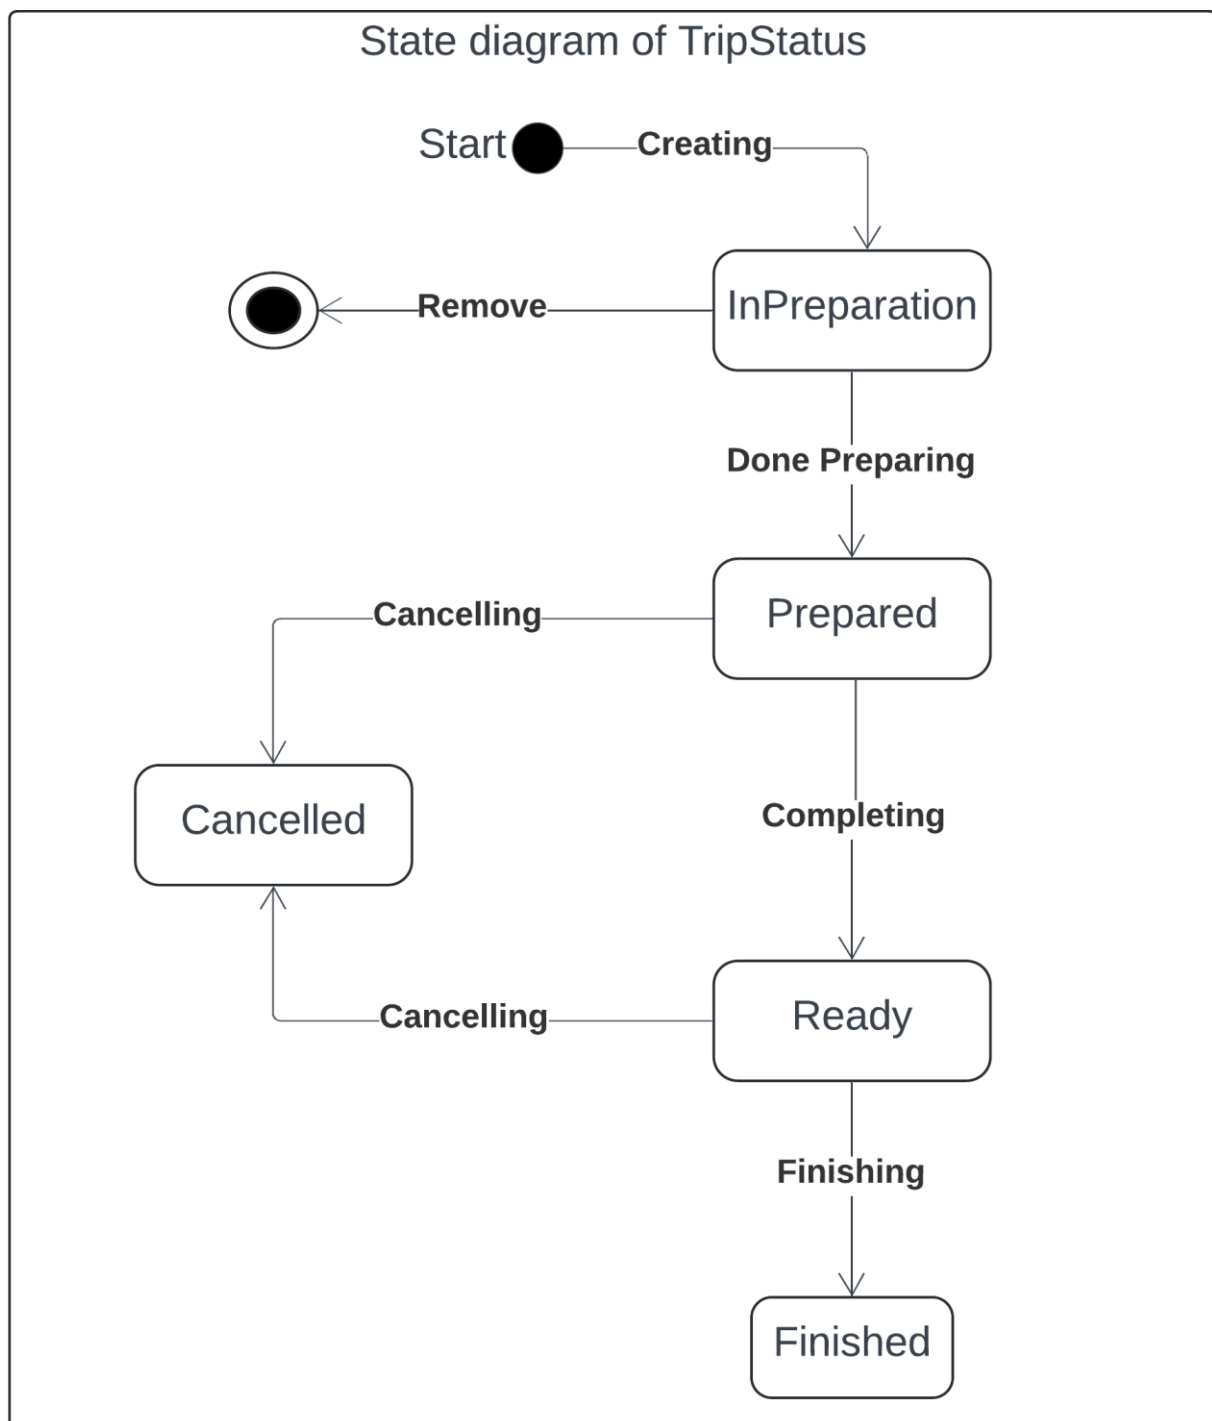 State diagram of TripStatus
Start
Creating
Remove
InPreparation
Done Preparing
Cancelling
Prepared
Cancelled
Completing
Cancelling
Ready
Finishing
Finished